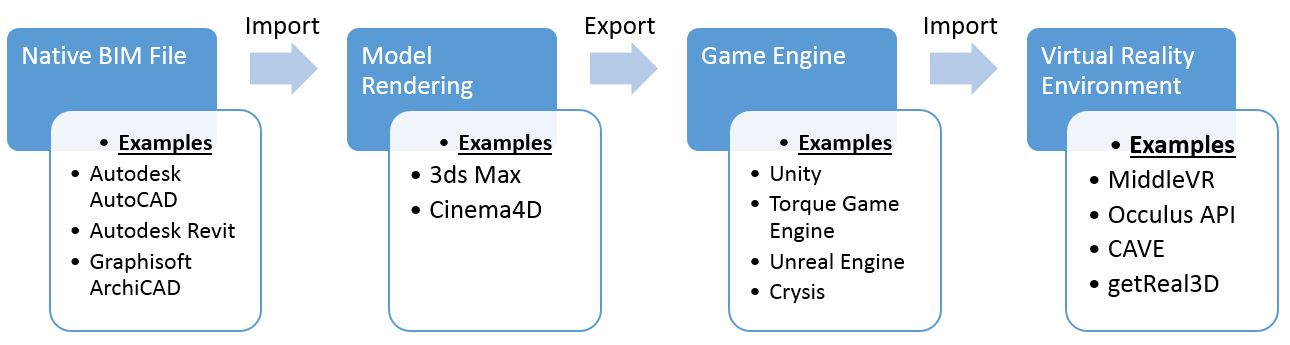 Import
Export
Import
Native BIM File
• Examples
• Autodesk
AutoCAD
• Autodesk Revit
• Graphisoft
ArchiCAD
Model
Rendering
• Examples
• 3ds Max
• Cinema4D
Game Engine
• Examples
• Unity
• Torque Game
Engine
• Unreal Engine
• Crysis
Virtual Reality
Environment
• Examples
• MiddleVR
• Occulus API
• CAVE
• getReal3D